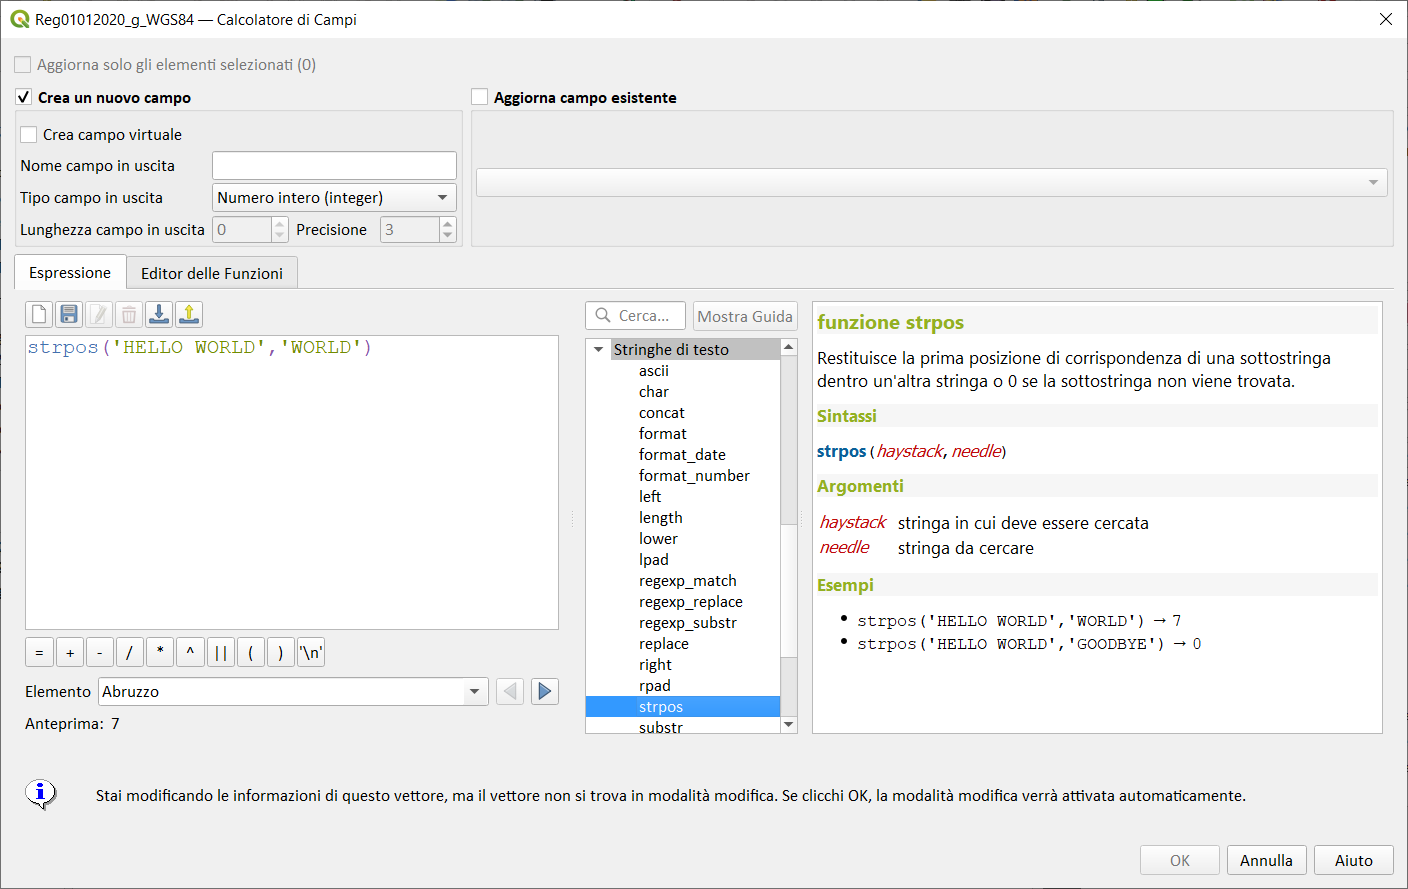 Reg01012020_g_WGS84 — Calcolatore di Campi
Aggiorna solo gli elementi selezionati (0)
Crea un nuovo campo
Aggiorna campo esistente
Crea campo virtuale
Nome campo in uscita
Tipo campo in uscita Numero intero (integer)
Lunghezza campo in uscita 0 Precisione 3
Espressione Editor delle Funzioni
strpos('HELLO WORLD','WORLD')
= + - / * ^ || ( ) '\n'
Elemento Abruzzo
Anteprima: 7
Cerca... Mostra Guida
Stringhe di testo
ascii
char
concat
format
format_date
format_number
left
length
lower
lpad
regexp_match
regexp_replace
regexp_substr
replace
right
rpad
strpos
substr
funzione strpos
Restituisce la prima posizione di corrispondenza di una sottostringa
dentro un'altra stringa o 0 se la sottostringa non viene trovata.
Sintassi
strpos(haystack, needle)
Argomenti
haystack stringa in cui deve essere cercata
needle stringa da cercare
Esempi
• strpos('HELLO WORLD','WORLD') → 7
• strpos('HELLO WORLD','GOODBYE') → 0
Stai modificando le informazioni di questo vettore, ma il vettore non si trova in modalità modifica. Se clicchi OK, la modalità modifica verrà attivata automaticamente.
OK Annulla Aiuto